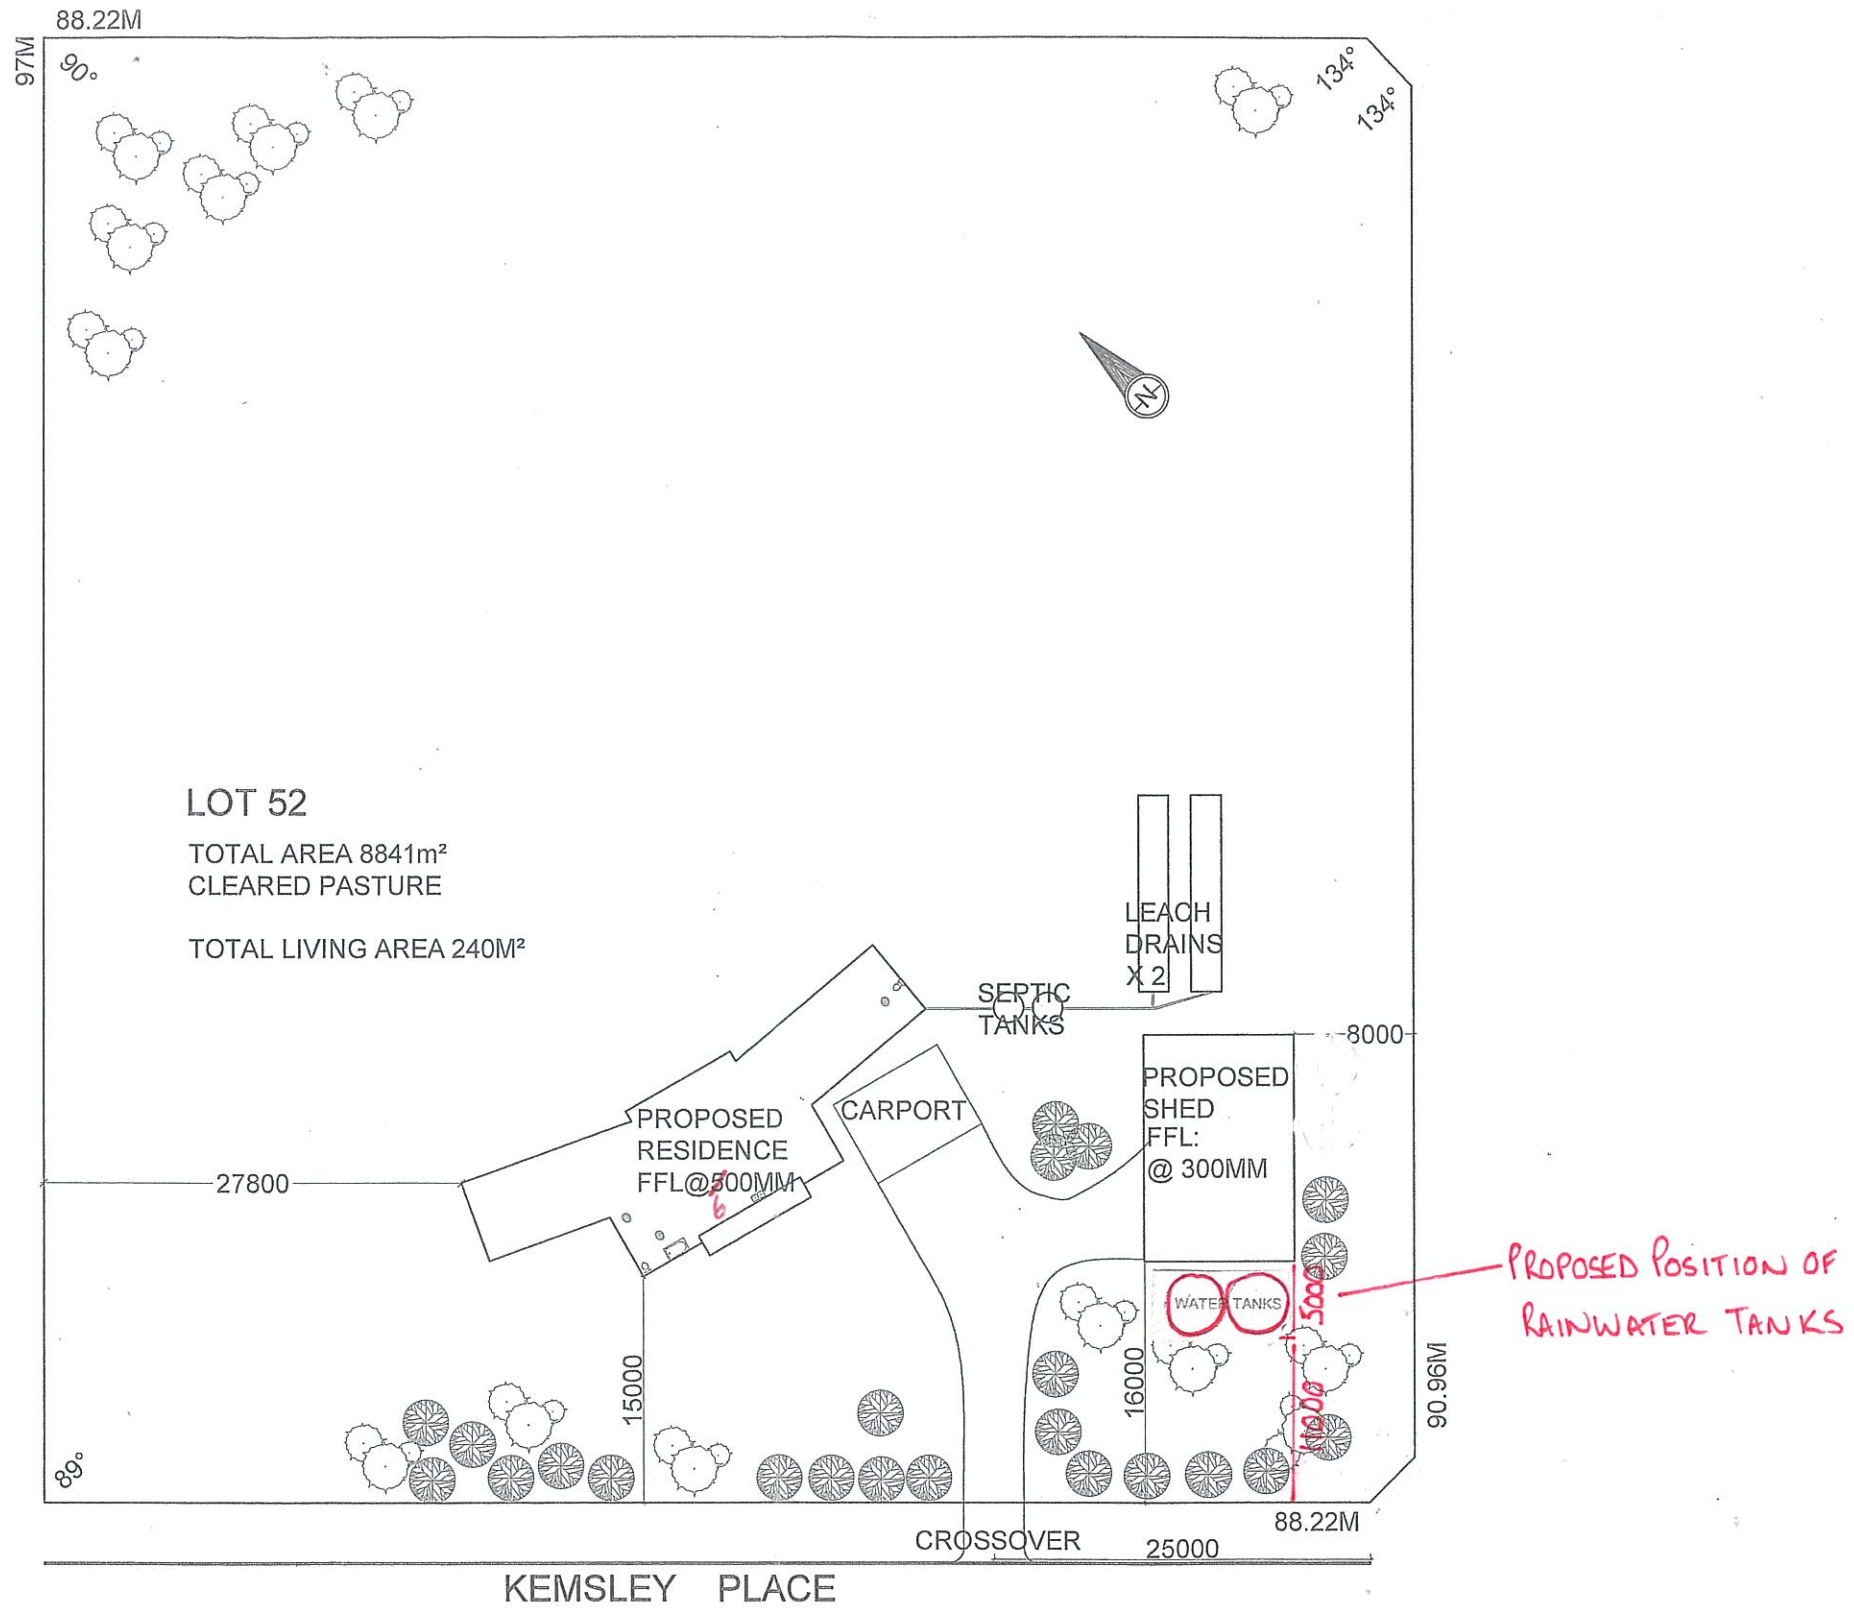 88.22M
97M
90°
134°
134°
N
LOT 52
TOTAL AREA 8841m²
CLEARED PASTURE
TOTAL LIVING AREA 240M²
LEACH
DRAINS
X 2
SEPTIC
TANKS
8000
PROPOSED
SHED
FFL:
@ 300MM
CARPORT
PROPOSED
RESIDENCE
FFL@500MM
6
27800
WATER TANKS
5000
PROPOSED POSITION OF
RAINWATER TANKS
15000
16000
11000
90.96M
89°
88.22M
CROSSOVER
25000
KEMSLEY PLACE